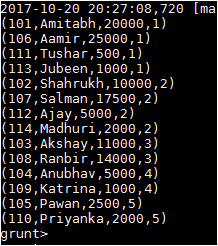 2017-10-20 20:27:08,720 [ma
(101,Amitabh,20000,1)
(106,Aamir,25000,1)
(111,Tushar,500,1)
(113,Jubeen,1000,1)
(102,Shahrukh,10000,2)
(107,Salman,17500,2)
(112,Ajay,5000,2)
(114,Madhuri,2000,2)
(103,Akshay,11000,3)
(108,Ranbir,14000,3)
(104,Anubhav,5000,4)
(109,Katrina,1000,4)
(105,Pawan,2500,5)
(110,Priyanka,2000,5)
grunt>